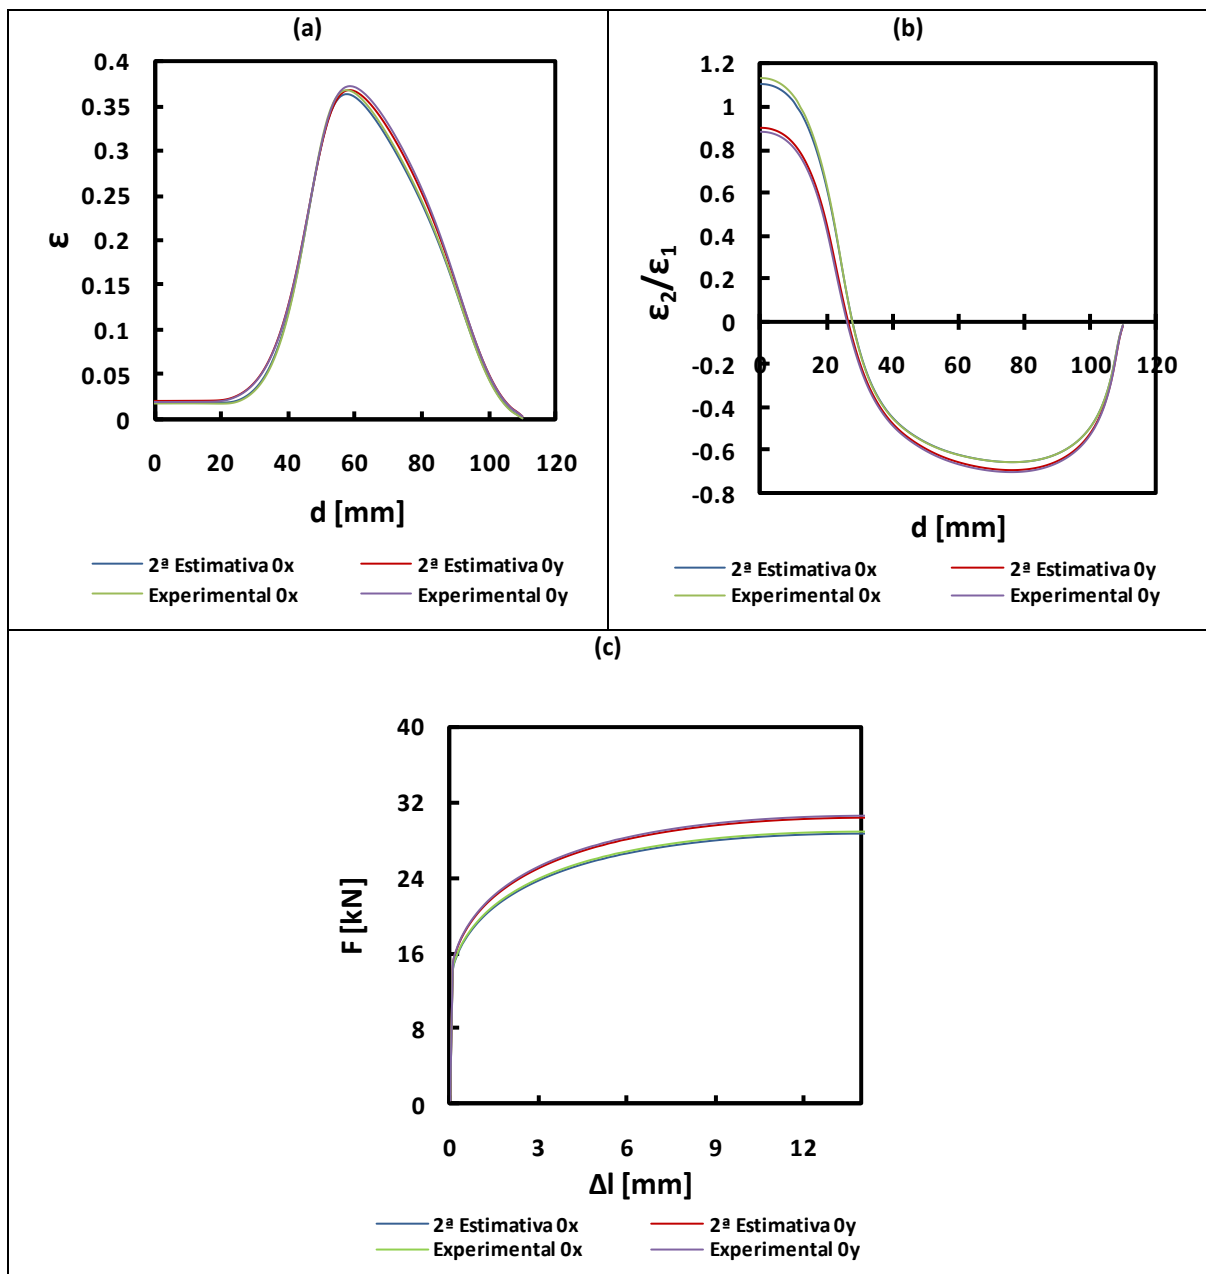 (a)
0.4
0.35
0.3
0.25
0.2
0.15
0.1
0.05
0
ε
0 20 40 60 80 100 120
d [mm]
2ª Estimativa 0x 2ª Estimativa 0y
Experimental 0x Experimental 0y
(b)
1.2
1
0.8
0.6
0.4
0.2
0
-0.2
-0.4
-0.6
-0.8
ε2/ε1
0 20 40 60 80 100 120
d [mm]
2ª Estimativa 0x 2ª Estimativa 0y
Experimental 0x Experimental 0y
(c)
40
32
24
16
8
0
F [kN]
0 3 6 9 12
Δl [mm]
2ª Estimativa 0x 2ª Estimativa 0y
Experimental 0x Experimental 0y